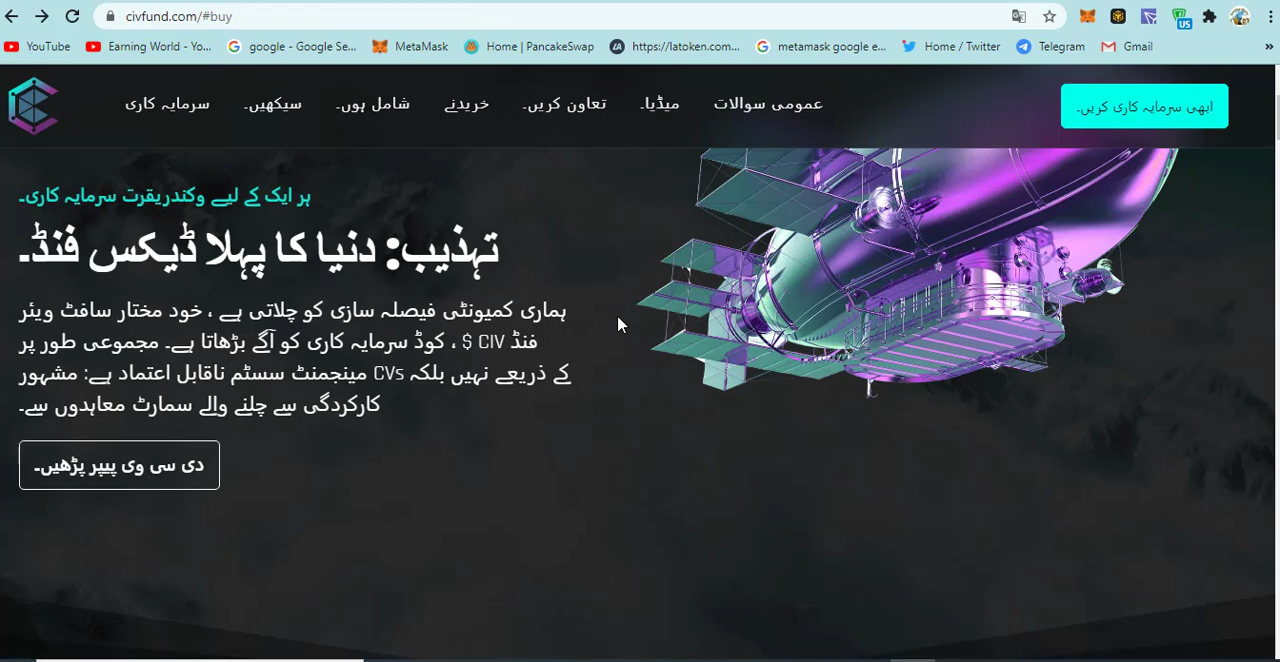 civfund.com/#buy
YouTube
Earning World - Yo...
google - Google Se...
MetaMask
Home | PancakeSwap
https://latoken.com...
metamask google e...
Home / Twitter
Telegram
Gmail
»
US
سرمایہ کاری
سیکھیں۔
شامل ہوں۔
خریدنے
تعاون کریں۔
میڈیا۔
عمومی سوالات
ابھی سرمایہ کاری کریں۔
ہر ایک کے لیے وکندریقرت سرمایہ کاری۔
تہذیب: دنیا کا پہلا ڈیکس فنڈ۔
ہماری کمیونٹی فیصلہ سازی کو چلاتی ہے ، خود مختار سافٹ ویئر
فنڈ CIV $ ، کوڈ سرمایہ کاری کو آگے بڑھاتا ہے۔ مجموعی طور پر
کے ذریعے نہیں بلکہ CVs مینجمنٹ سسٹم ناقابل اعتماد ہے: مشہور
کارکردگی سے چلنے والے سمارٹ معاہدوں سے۔
دی سی وی پیپر پڑھیں۔